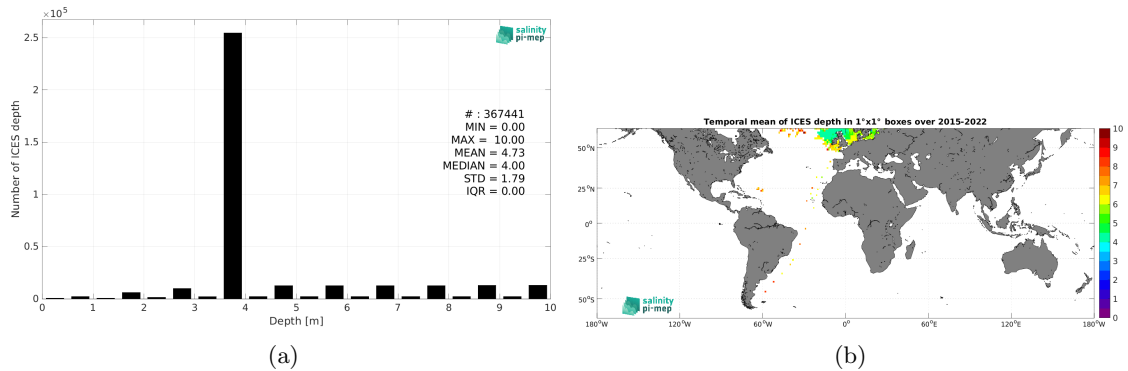 ×10⁵
2.5
2
1.5
1
0.5
0
Number of ICES depth
salinity
pi-mep
# : 367441
MIN = 0.00
MAX = 10.00
MEAN = 4.73
MEDIAN = 4.00
STD = 1.79
IQR = 0.00
0 1 2 3 4 5 6 7 8 9 10
Depth [m]
(a)
Temporal mean of ICES depth in 1°x1° boxes over 2015-2022
50°N
25°N
0°
25°S
50°S
salinity
pi-mep
180°W 120°W 60°W 0°E 60°E 120°E 180°W
10
9
8
7
6
5
4
3
2
1
0
(b)